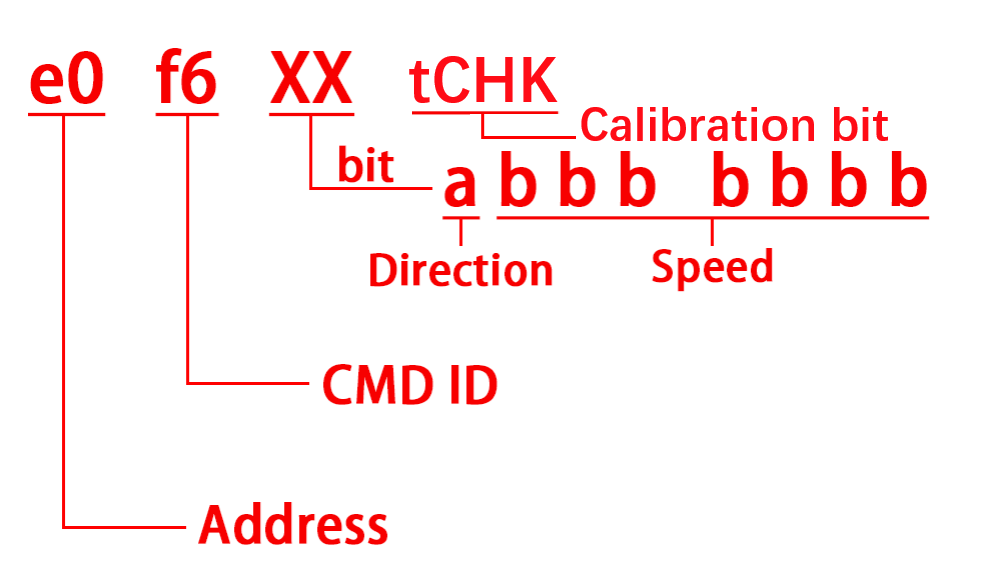 e0 f6 XX tCHK
Calibration bit
bit a b b b b b b b
Direction Speed
CMD ID
Address